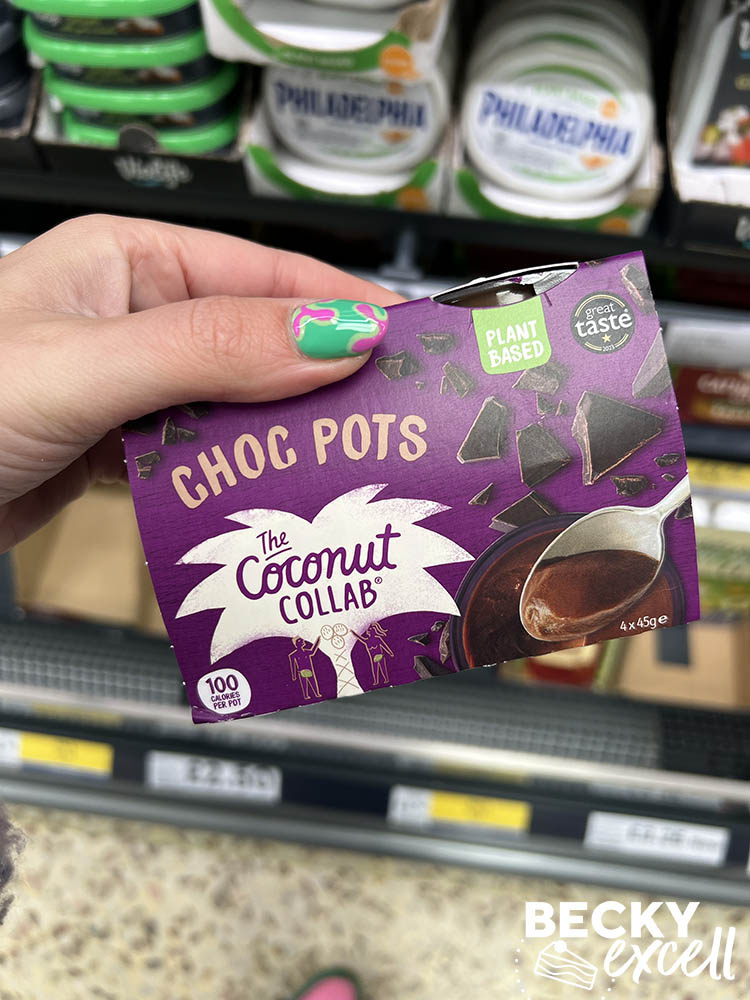 PHILADELPHIA
PHILADELPHIA
PLANT
BASED
great
taste
2023
CHOC POTS
The
Coconut
COLLAB®
100
CALORIES
PER POT
4 x 45g e
BECKY
excell